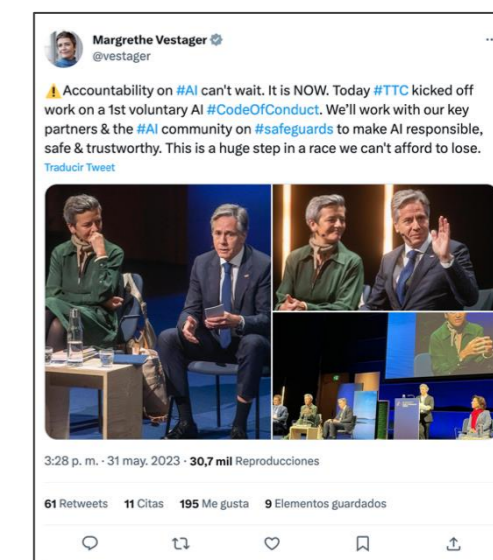 Margrethe Vestager
@vestager
⚠️Accountability on #AI can't wait. It is NOW. Today #TTC kicked off
work on a 1st voluntary AI #CodeOfConduct. We'll work with our key
partners & the #AI community on #safeguards to make AI responsible,
safe & trustworthy. This is a huge step in a race we can't afford to lose.
Traducir Tweet
3:28 p. m. · 31 may. 2023 · 30,7 mil Reproducciones
61 Retweets 11 Citas 195 Me gusta 9 Elementos guardados